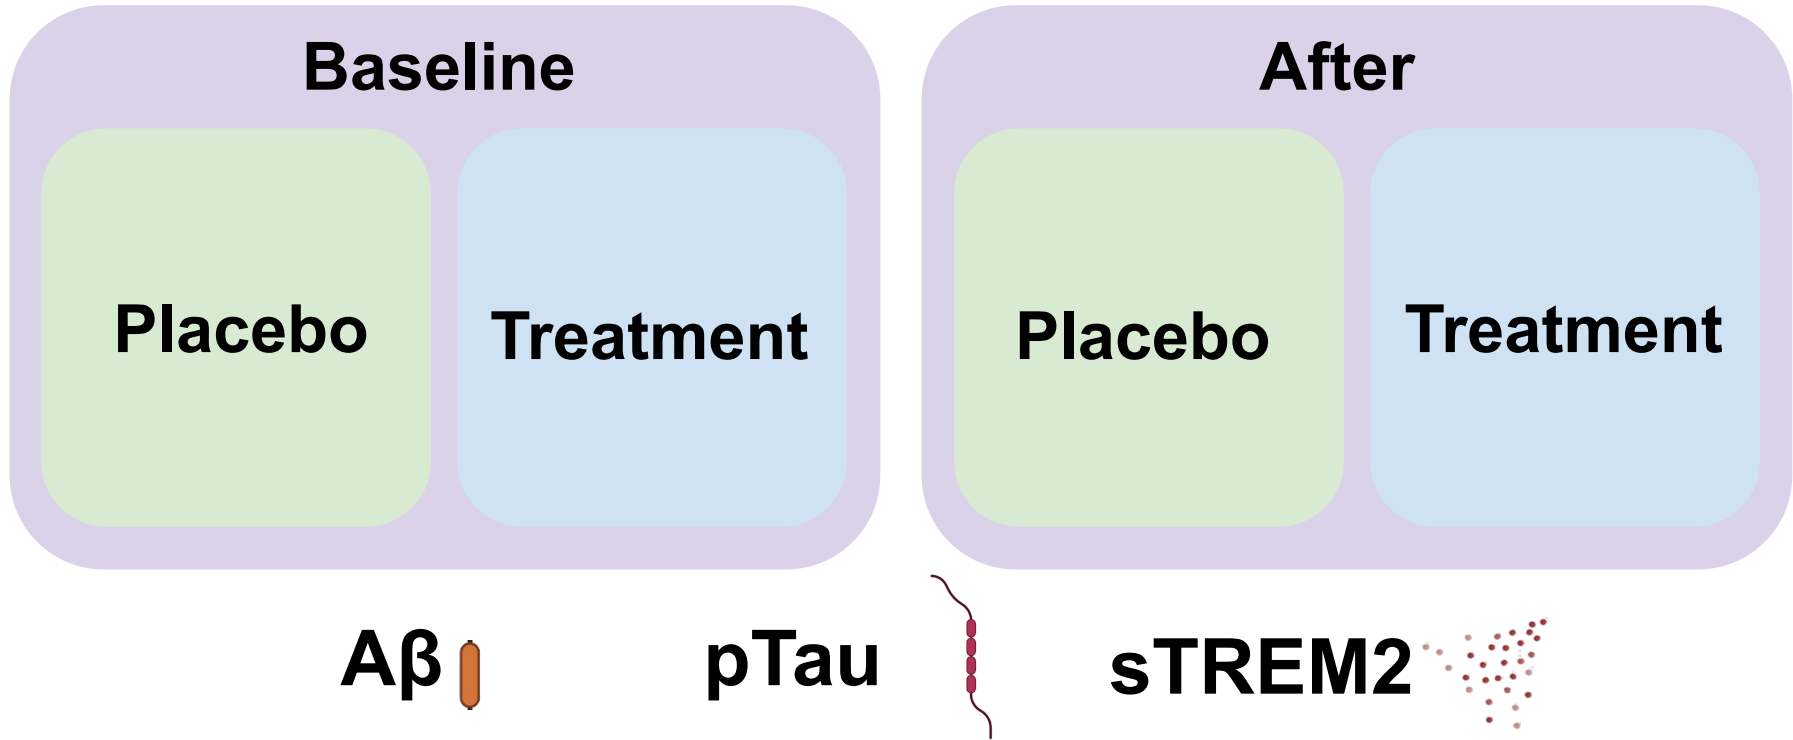 Baseline
Placebo
Treatment
After
Placebo
Treatment
Aβ
pTau
sTREM2